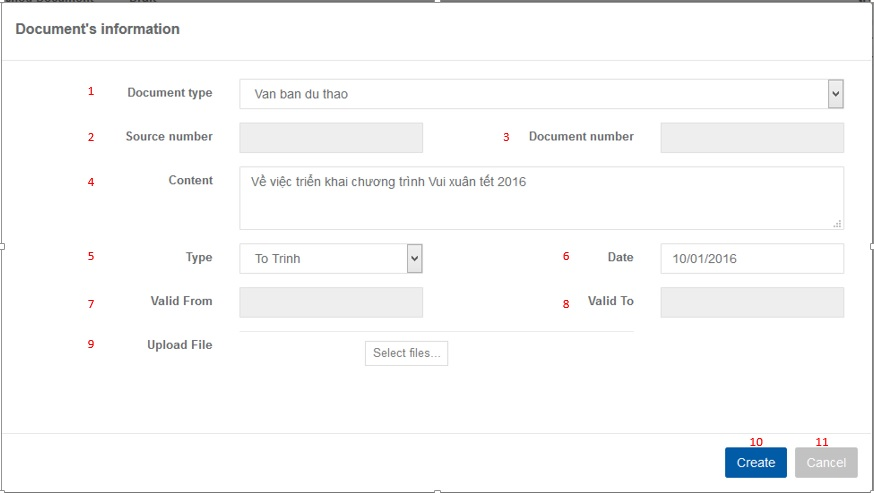 Document's information
1 Document type Van ban du thao
2 Source number 3 Document number
4 Content Về việc triển khai chương trình Vui xuân tết 2016
5 Type To Trinh 6 Date 10/01/2016
7 Valid From 8 Valid To
9 Upload File
Select files...
10 11
Create Cancel